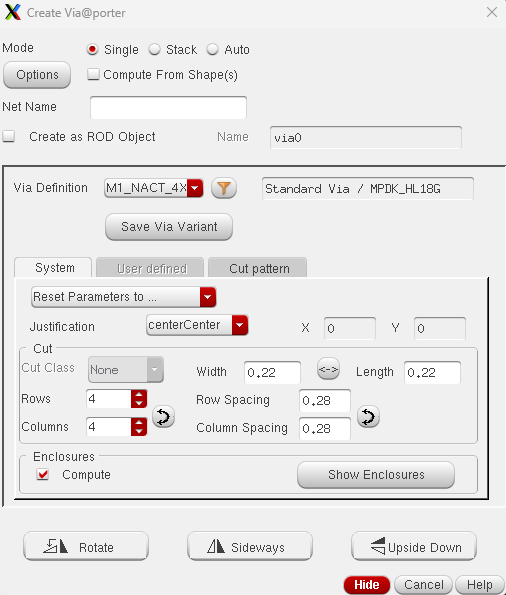 Create Via@porter
Mode Single Stack Auto
Options Compute From Shape(s)
Net Name
Create as ROD Object Name via0
Via Definition M1_NACT_4X Standard Via / MPDK_HL18G
Save Via Variant
System User defined Cut pattern
Reset Parameters to ...
Justification centerCenter X 0 Y 0
Cut
Cut Class None Width 0.22 <-> Length 0.22
Rows 4 Row Spacing 0.28
Columns 4 Column Spacing 0.28
Enclosures
Compute Show Enclosures
Rotate Sideways Upside Down
Hide Cancel Help